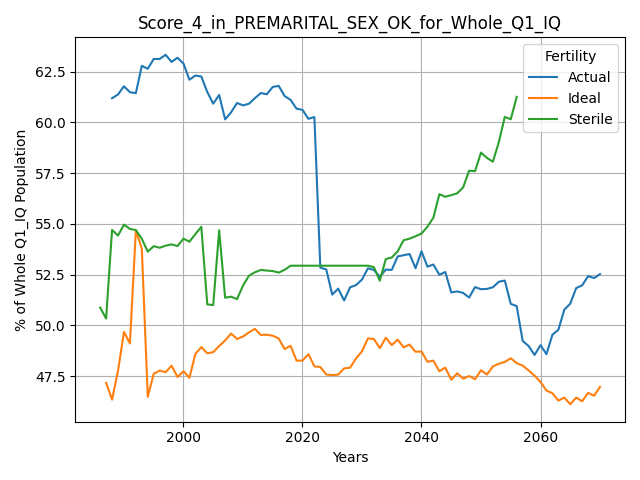 Score_4_in_PREMARITAL_SEX_OK_for_Whole_Q1_IQ
Fertility
Actual
Ideal
Sterile
% of Whole Q1_IQ Population
62.5
60.0
57.5
55.0
52.5
50.0
47.5
2000
2020
2040
2060
Years